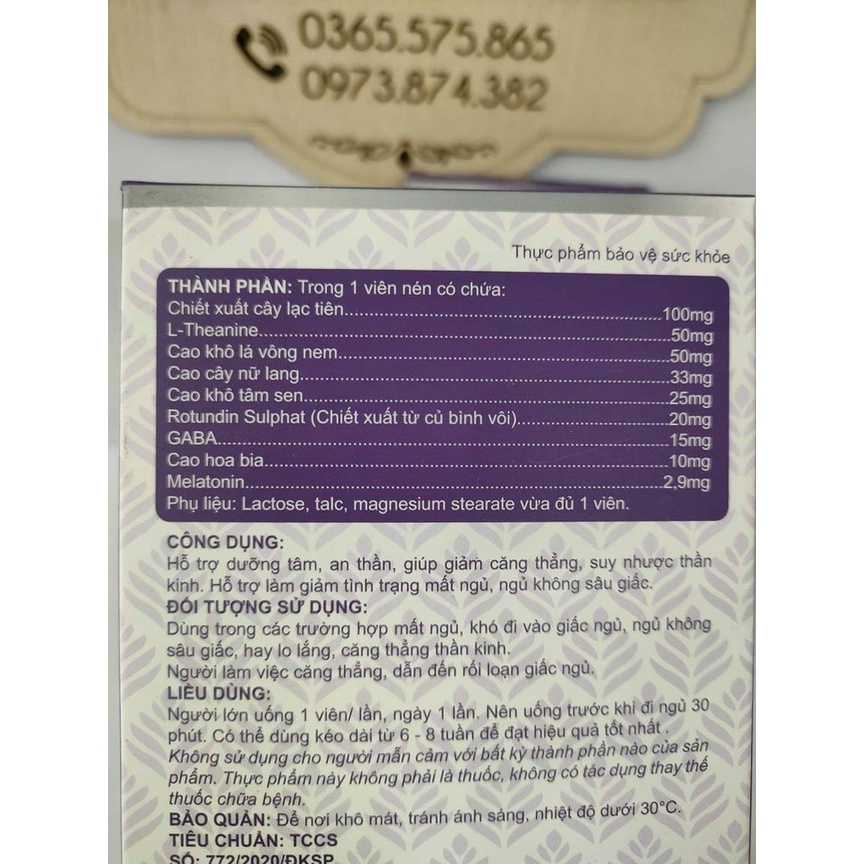 0365.575.865
0973.874.382
Thực phẩm bảo vệ sức khỏe
THÀNH PHẦN: Trong 1 viên nén có chứa:
Chiết xuất cây lạc tiên.....100mg
L-Theanine.....50mg
Cao khô lá vông nem.....50mg
Cao cây nữ lang.....33mg
Cao khô tâm sen.....25mg
Rotundin Sulphat (Chiết xuất từ củ bình vôi).....20mg
GABA.....15mg
Cao hoa bia.....10mg
Melatonin.....2,9mg
Phụ liệu: Lactose, talc, magnesium stearate vừa đủ 1 viên.
CÔNG DỤNG:
Hỗ trợ dưỡng tâm, an thần, giúp giảm căng thẳng, suy nhược thần
kinh. Hỗ trợ làm giảm tình trạng mất ngủ, ngủ không sâu giấc.
ĐỐI TƯỢNG SỬ DỤNG:
Dùng trong các trường hợp mất ngủ, khó đi vào giấc ngủ, ngủ không
sâu giấc, hay lo lắng, căng thẳng thần kinh.
Người làm việc căng thẳng, dẫn đến rối loạn giấc ngủ.
LIỀU DÙNG:
Người lớn uống 1 viên/ lần, ngày 1 lần. Nên uống trước khi đi ngủ 30
phút. Có thể dùng kéo dài từ 6 - 8 tuần để đạt hiệu quả tốt nhất .
Không sử dụng cho người mẫn cảm với bất kỳ thành phần nào của sản
phẩm. Thực phẩm này không phải là thuốc, không có tác dụng thay thế
thuốc chữa bệnh.
BẢO QUẢN: Để nơi khô mát, tránh ánh sáng, nhiệt độ dưới 30°C.
TIÊU CHUẨN: TCCS
SỐ: 772/2020/ĐKSP